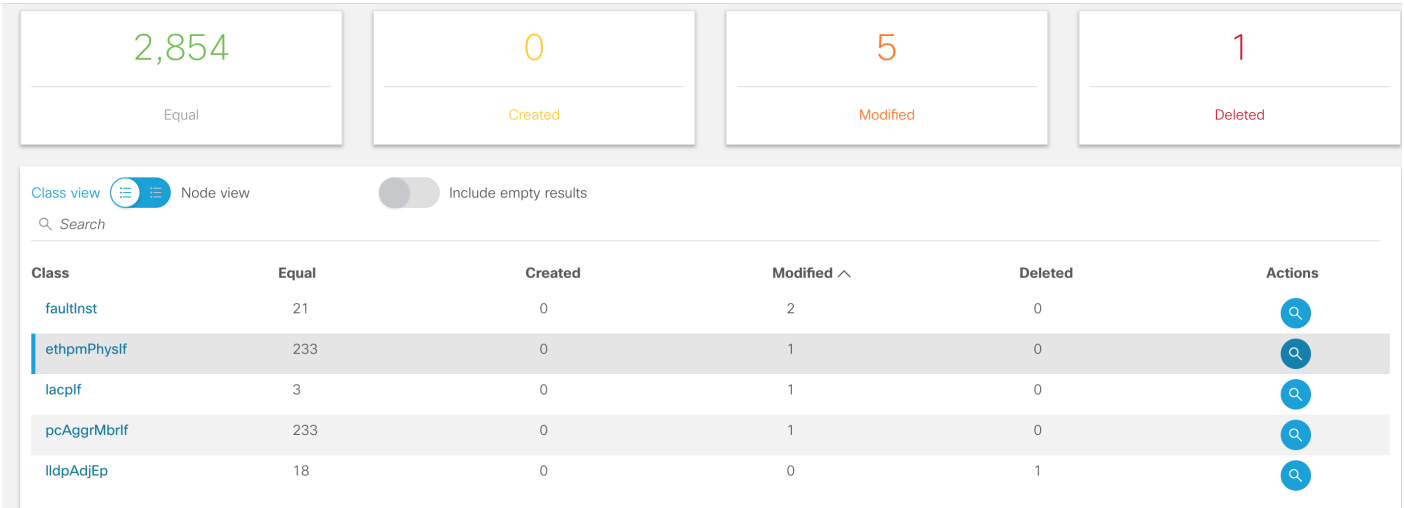 2,854 0 5 1
Equal Created Modified Deleted
Class view Node view Include empty results
Search
Class Equal Created Modified Deleted Actions
faultInst 21 0 2 0
ethpmPhysIf 233 0 1 0
lacpIf 3 0 1 0
pcAggrMbrIf 233 0 1 0
lldpAdjEp 18 0 0 1